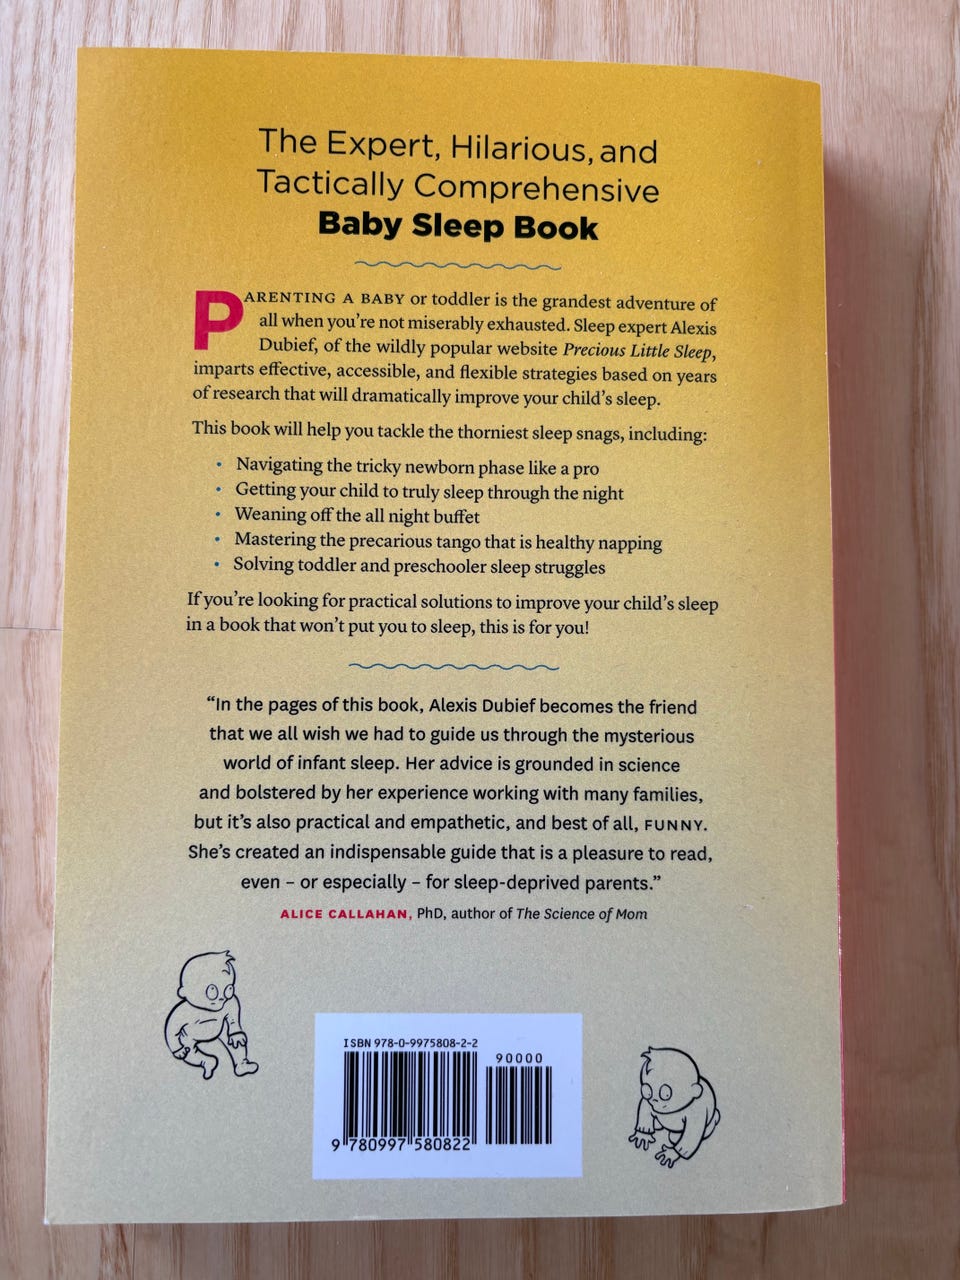 The Expert, Hilarious, and
Tactically Comprehensive
Baby Sleep Book
PARENTING A BABY or toddler is the grandest adventure of
all when you're not miserably exhausted. Sleep expert Alexis
Dubief, of the wildly popular website Precious Little Sleep,
imparts effective, accessible, and flexible strategies based on years
of research that will dramatically improve your child's sleep.
This book will help you tackle the thorniest sleep snags, including:
• Navigating the tricky newborn phase like a pro
• Getting your child to truly sleep through the night
• Weaning off the all night buffet
• Mastering the precarious tango that is healthy napping
• Solving toddler and preschooler sleep struggles
If you're looking for practical solutions to improve your child's sleep
in a book that won't put you to sleep, this is for you!
“In the pages of this book, Alexis Dubief becomes the friend
that we all wish we had to guide us through the mysterious
world of infant sleep. Her advice is grounded in science
and bolstered by her experience working with many families,
but it's also practical and empathetic, and best of all, FUNNY.
She's created an indispensable guide that is a pleasure to read,
even – or especially – for sleep-deprived parents.”
ALICE CALLAHAN, PhD, author of The Science of Mom
ISBN 978-0-9975808-2-2
90000
9 780997 580822